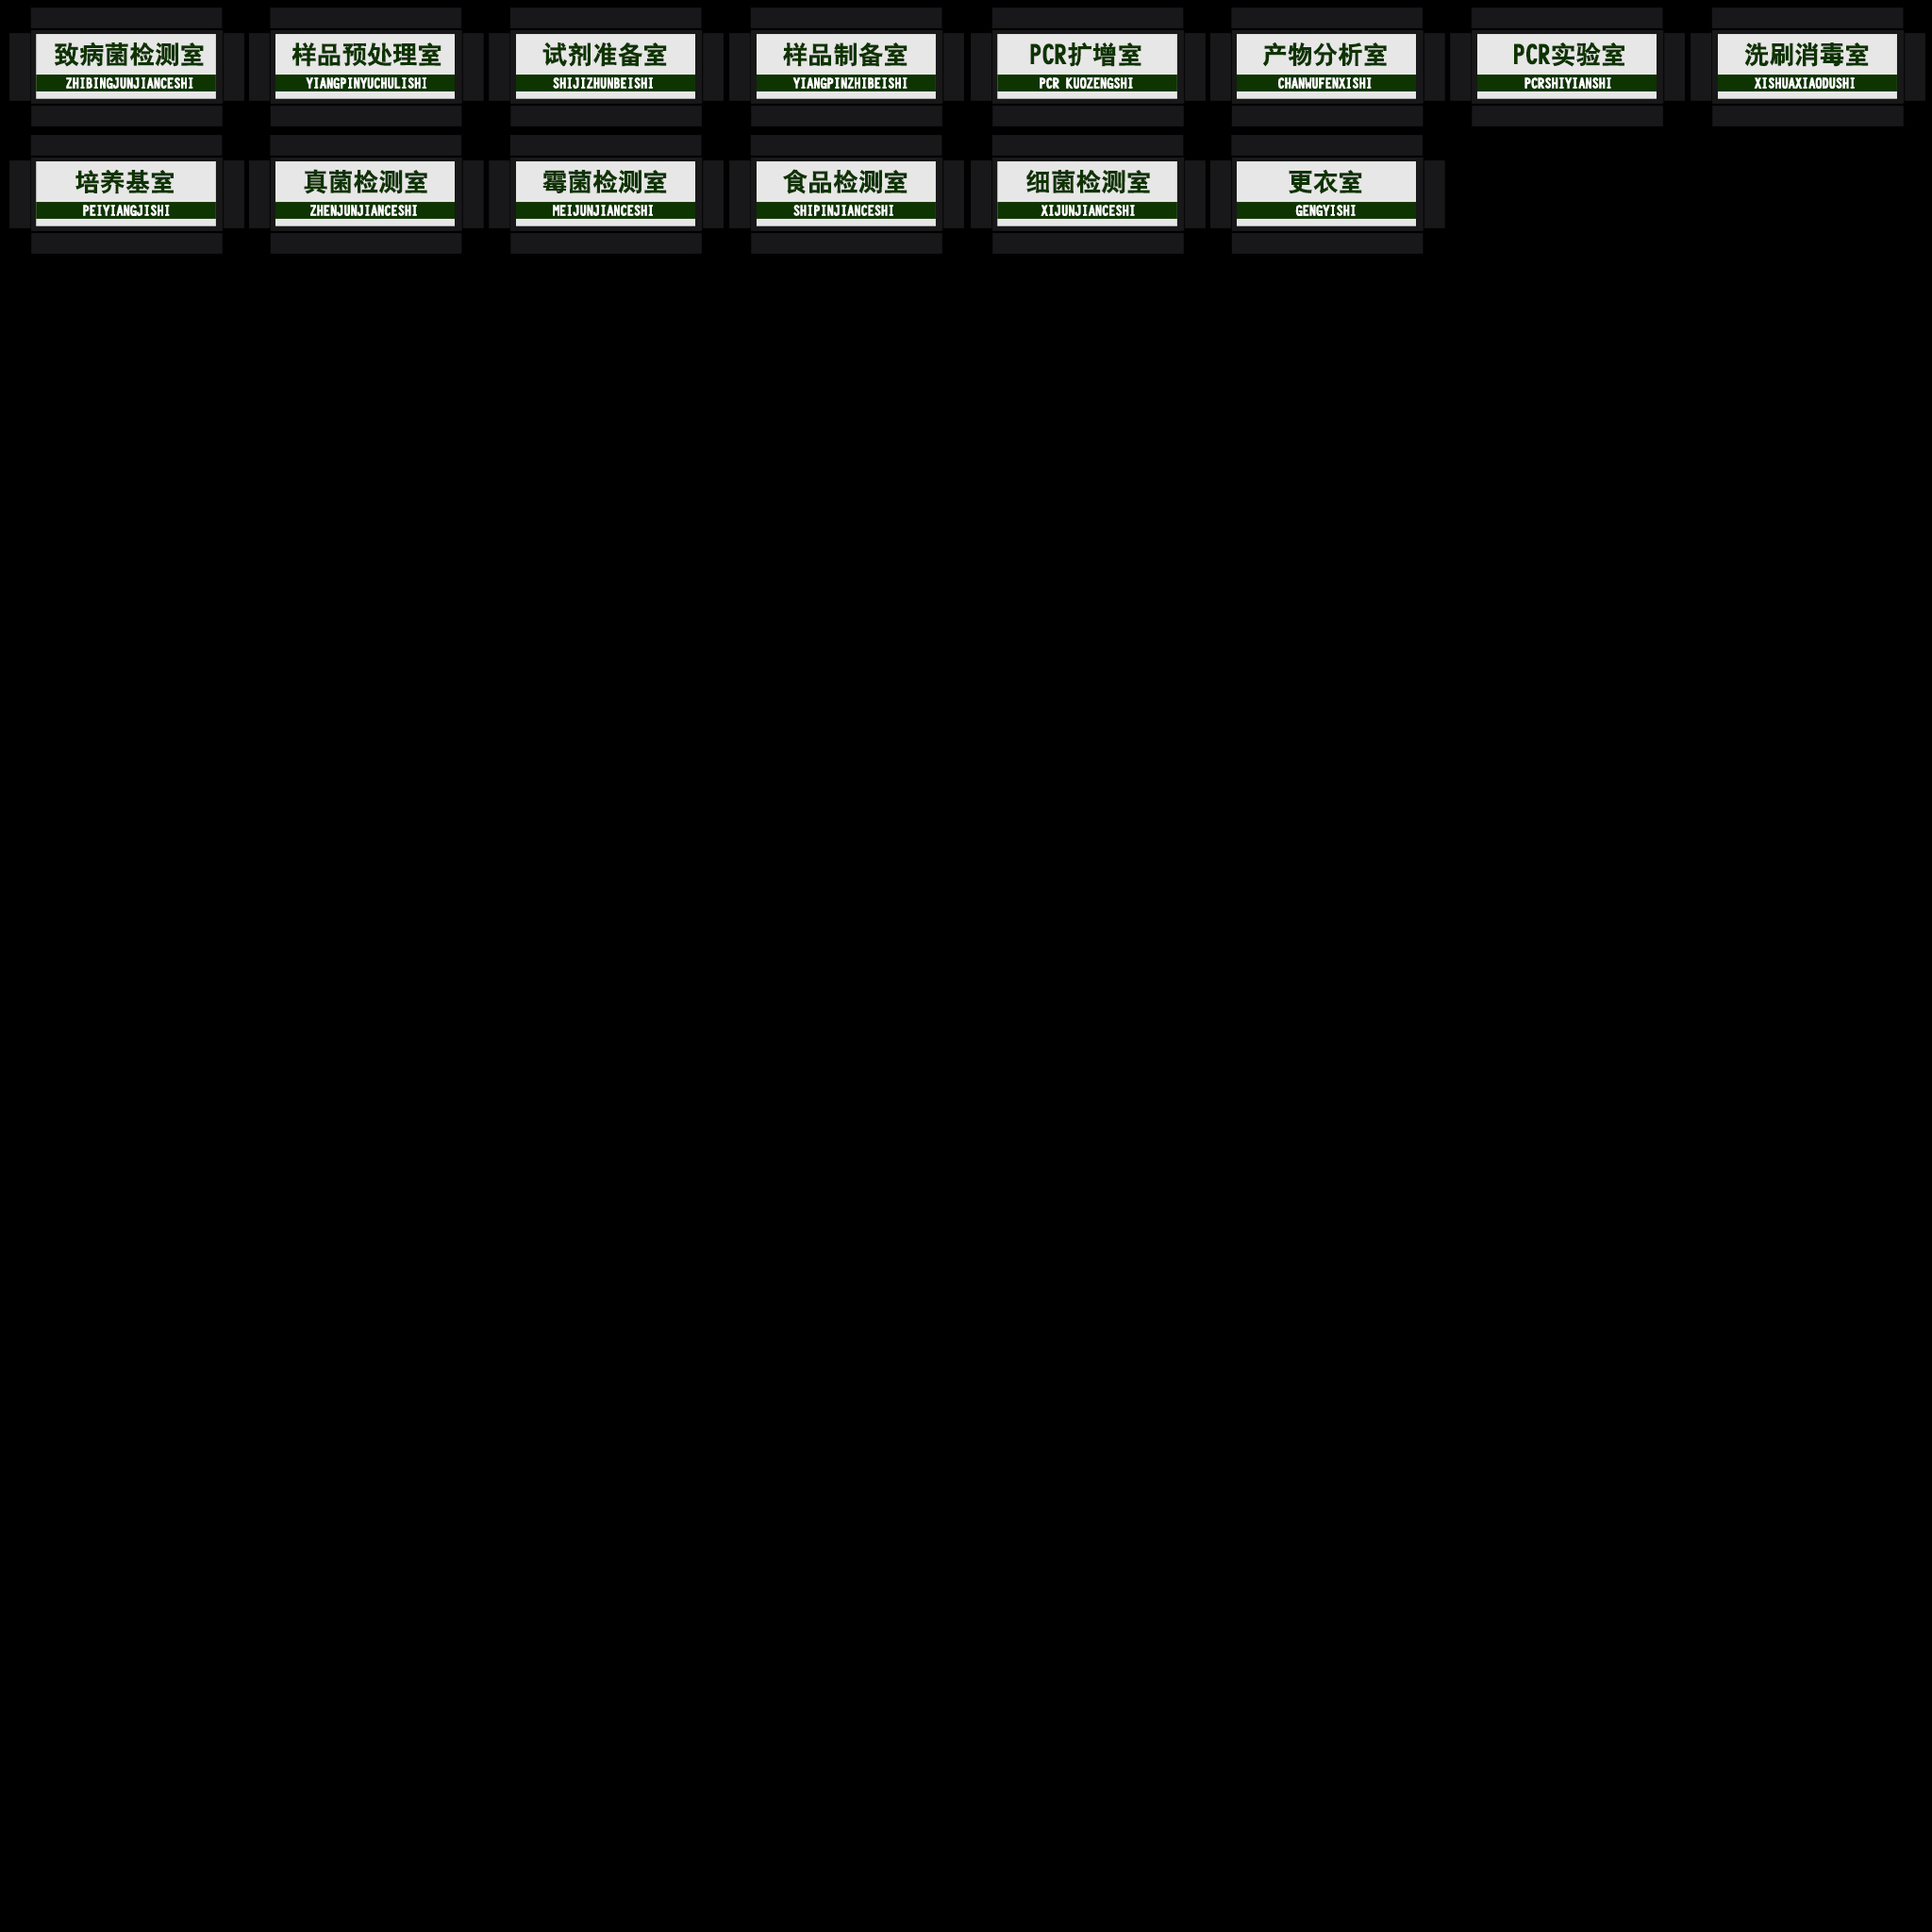 致病菌检测室
ZHIBINGJUNJIANCESHI
样品预处理室
YIANGPINYUCHULISHI
试剂准备室
SHIJIZHUNBEISHI
样品制备室
YIANGPINZHIBEISHI
PCR扩增室
PCR KUOZENGSHI
产物分析室
CHANWUFENXISHI
PCR实验室
PCRSHIYIANSHI
洗刷消毒室
XISHUAXIAODUSHI
培养基室
PEIYIANGJISHI
真菌检测室
ZHENJUNJIANCESHI
霉菌检测室
MEIJUNJIANCESHI
食品检测室
SHIPINJIANCESHI
细菌检测室
XIJUNJIANCESHI
更衣室
GENGYISHI